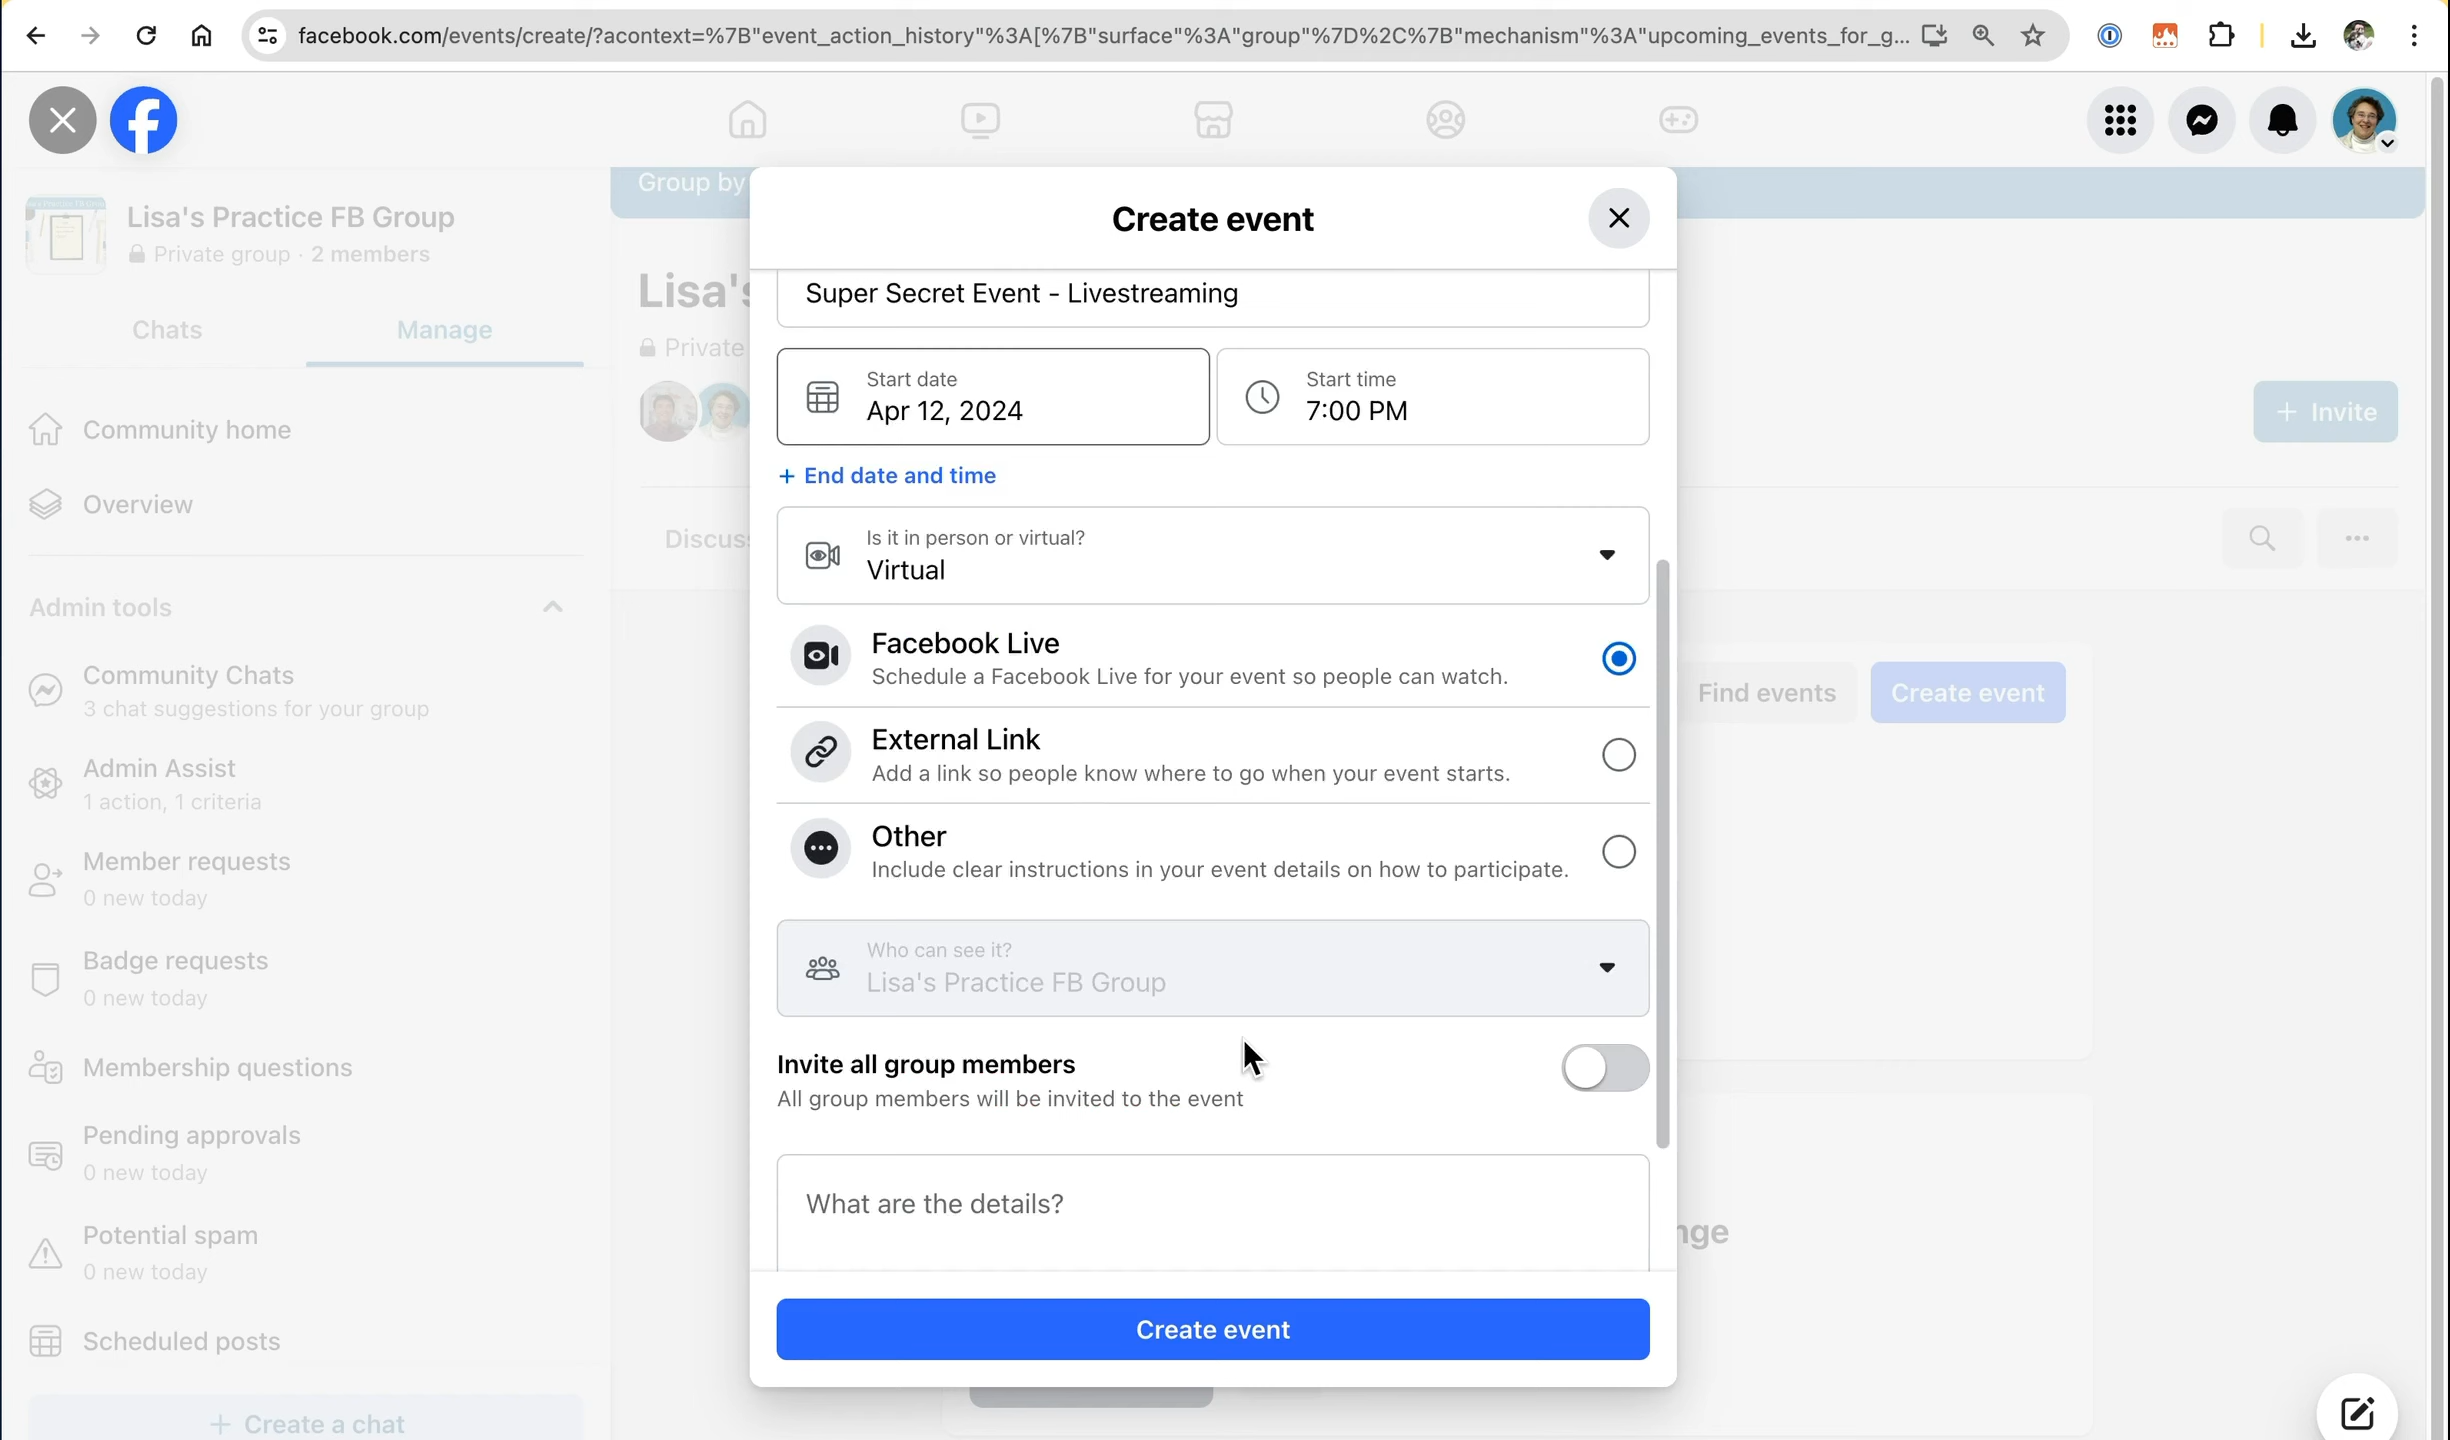 facebook.com/events/create/?acontext=%7B"event_action_history"%3A[%7B"surface"%3A"group"%7D%2C%7B"mechanism"%3A"upcoming_events_for_g...
Lisa's Practice FB Group
Private group · 2 members
Chats
Manage
Community home
Overview
Admin tools
Community Chats
3 chat suggestions for your group
Admin Assist
1 action, 1 criteria
Member requests
0 new today
Badge requests
0 new today
Membership questions
Pending approvals
0 new today
Potential spam
0 new today
Scheduled posts
+ Create a chat
Group by
Lisa's
Private
+ Invite
Find events
Create event
Create event
Super Secret Event - Livestreaming
Start date
Apr 12, 2024
Start time
7:00 PM
+ End date and time
Is it in person or virtual?
Virtual
Facebook Live
Schedule a Facebook Live for your event so people can watch.
External Link
Add a link so people know where to go when your event starts.
Other
Include clear instructions in your event details on how to participate.
Who can see it?
Lisa's Practice FB Group
Invite all group members
All group members will be invited to the event
What are the details?
Create event